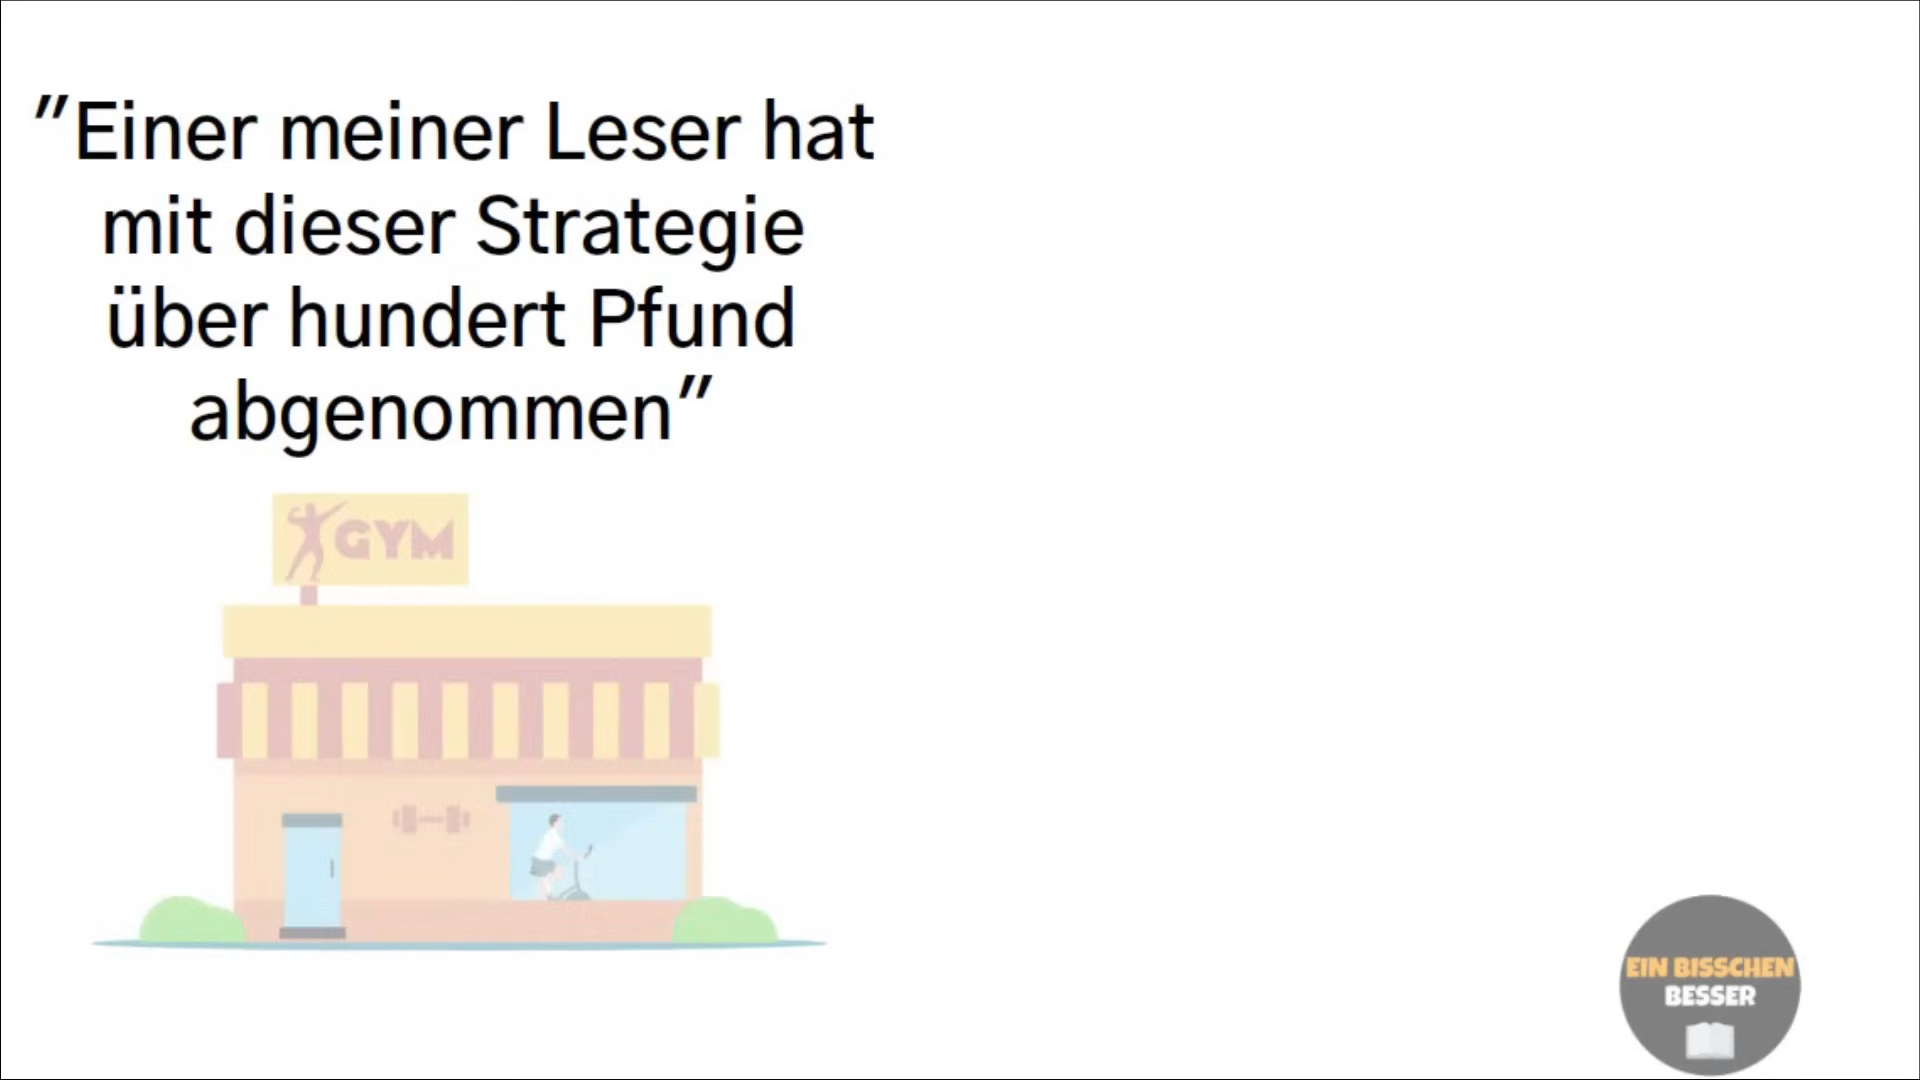 "Einer meiner Leser hat
mit dieser Strategie
über hundert Pfund
abgenommen"
GYM
EIN BISSCHEN
BESSER